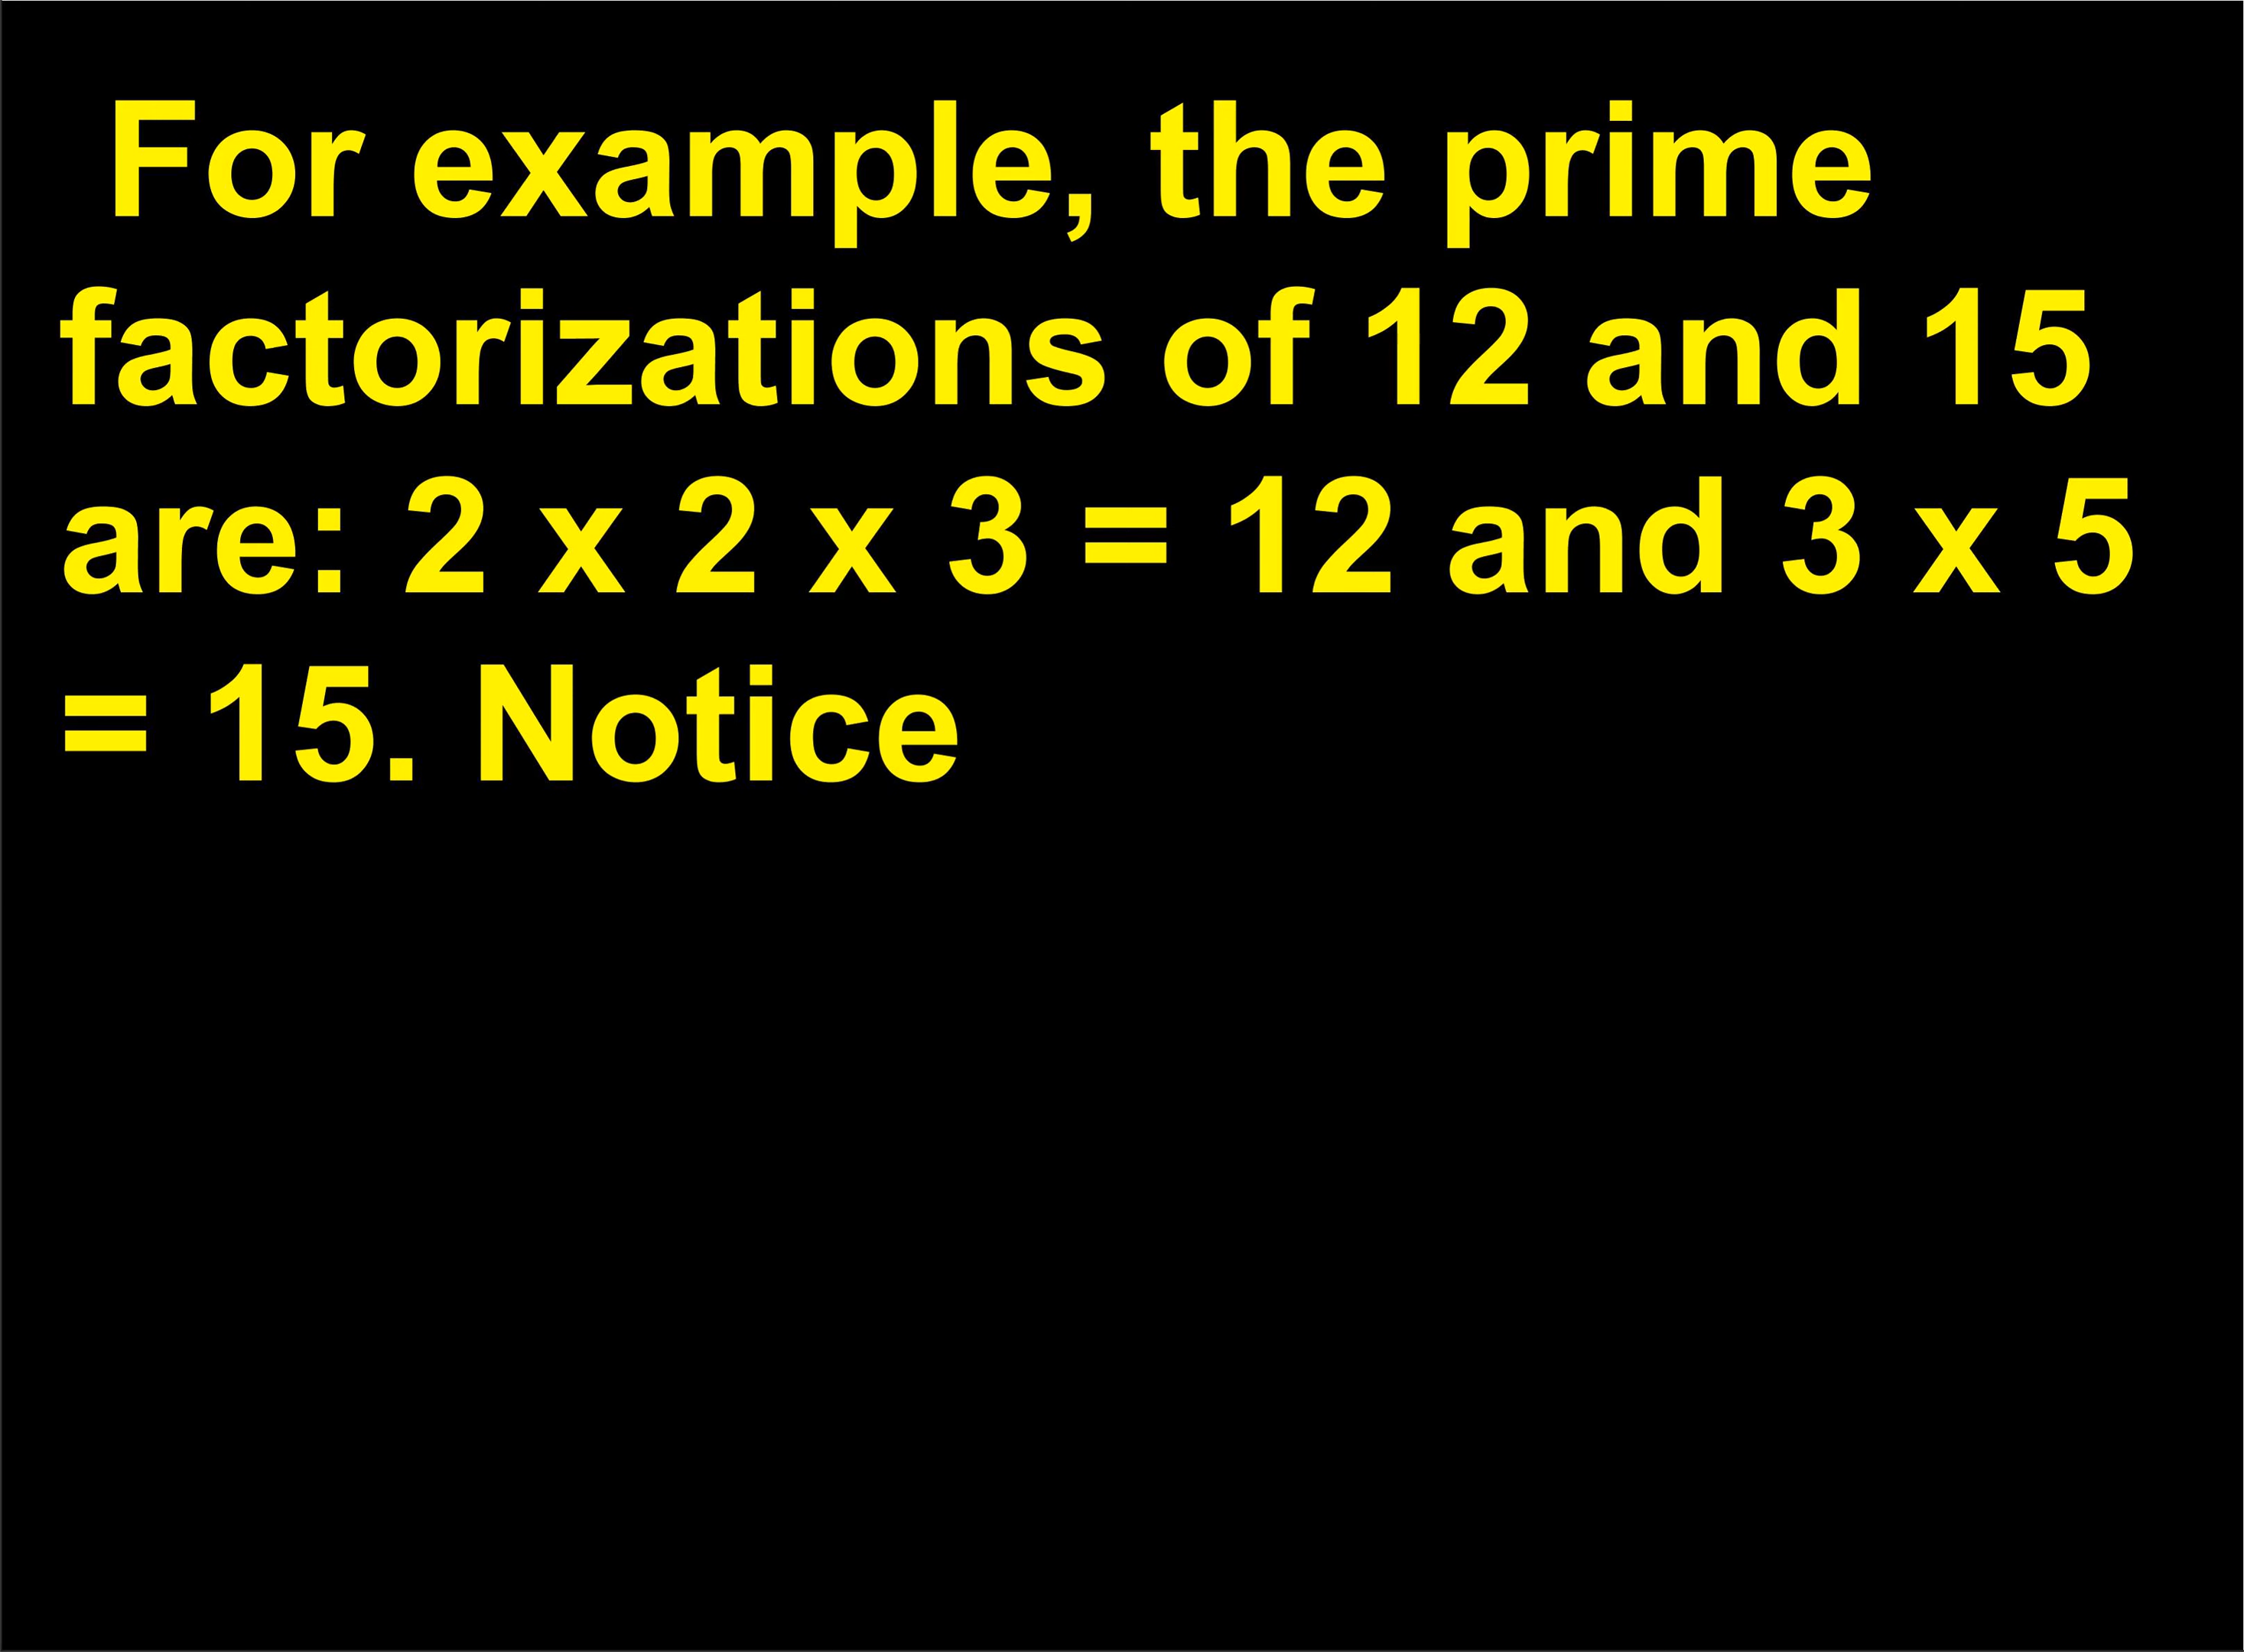 For example, the prime
factorizations of 12 and 15
are: 2 x 2 x 3 = 12 and 3 x 5
= 15. Notice